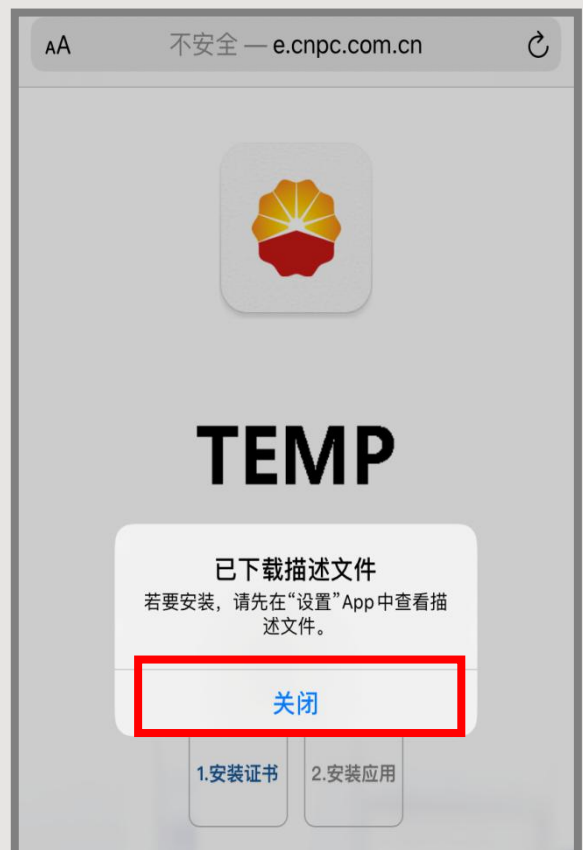 AA 不安全 — e.cnpc.com.cn
TEMP
已下载描述文件
若要安装，请先在“设置”App中查看描
述文件。
关闭
1.安装证书 2.安装应用